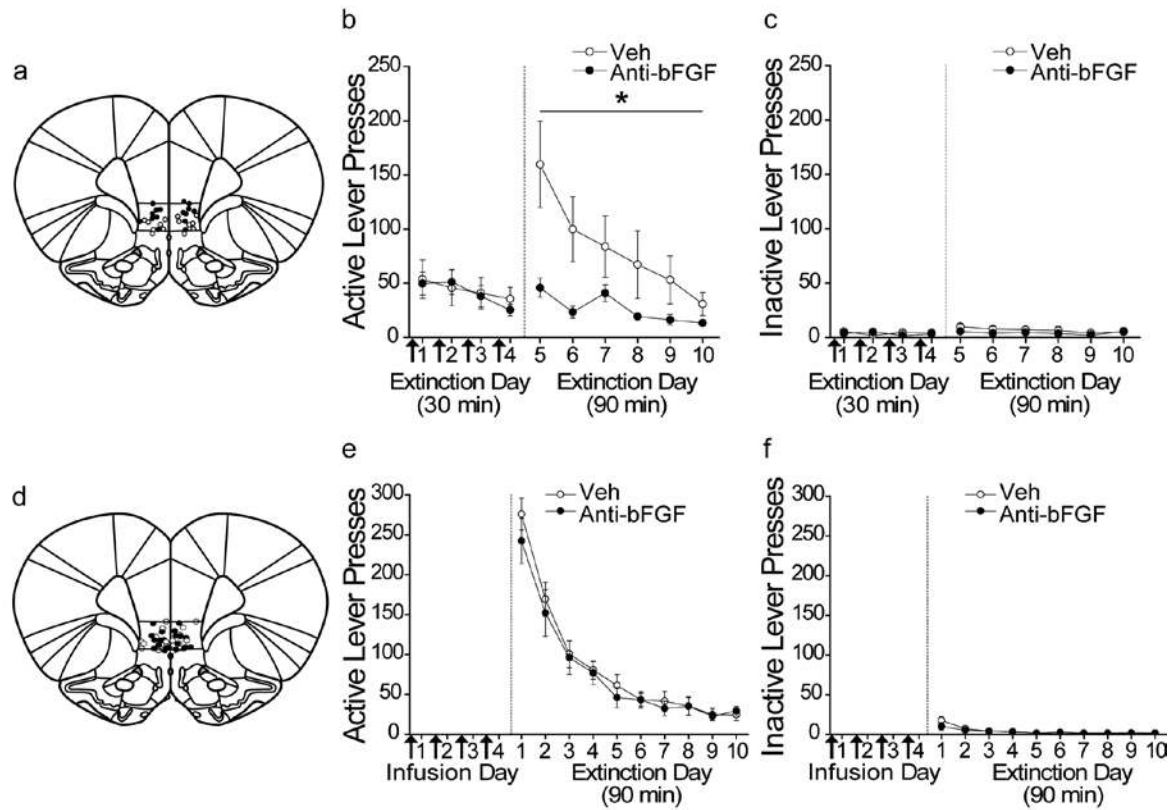 a
b
Veh
Anti-bFGF
*
Active Lever Presses
250
200
150
100
50
0
1 2 3 4 5 6 7 8 9 10
Extinction Day Extinction Day
(30 min) (90 min)
c
Veh
Anti-bFGF
Inactive Lever Presses
250
200
150
100
50
0
1 2 3 4 5 6 7 8 9 10
Extinction Day Extinction Day
(30 min) (90 min)
d
e
Veh
Anti-bFGF
Active Lever Presses
300
250
200
150
100
50
0
1 2 3 4 1 2 3 4 5 6 7 8 9 10
Infusion Day Extinction Day
(90 min)
f
Veh
Anti-bFGF
Inactive Lever Presses
300
250
200
150
100
50
0
1 2 3 4 1 2 3 4 5 6 7 8 9 10
Infusion Day Extinction Day
(90 min)